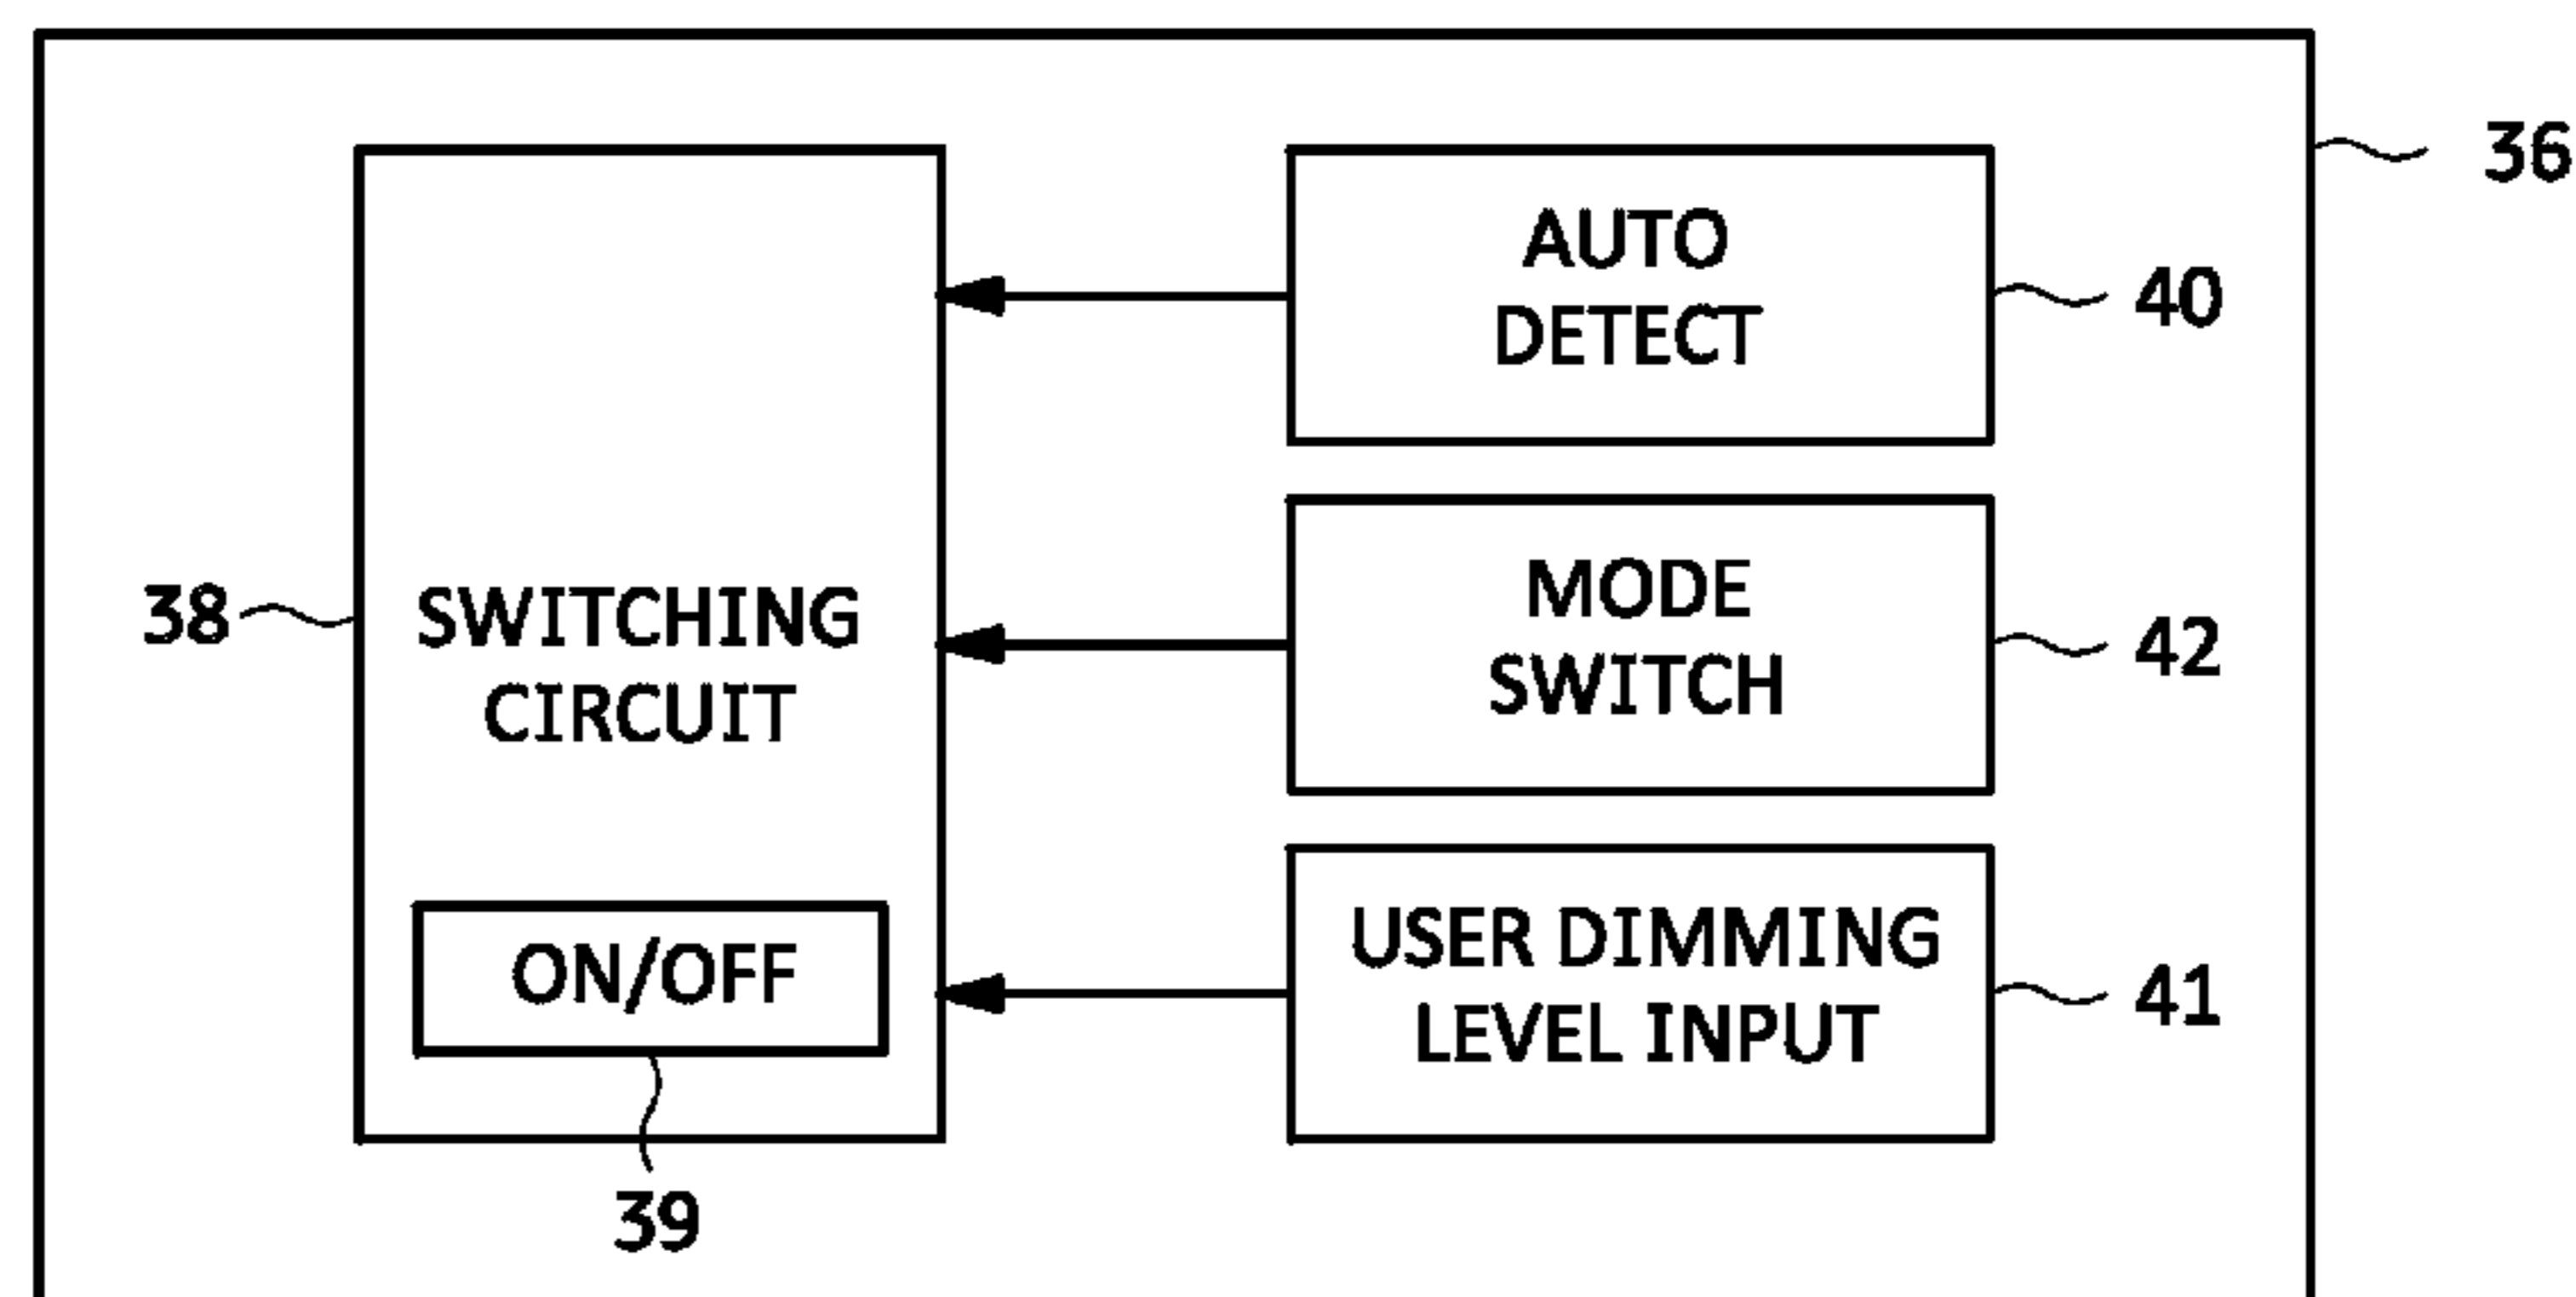 36
AUTO
DETECT
40
38
SWITCHING
CIRCUIT
MODE
SWITCH
42
ON/OFF
39
USER DIMMING
LEVEL INPUT
41